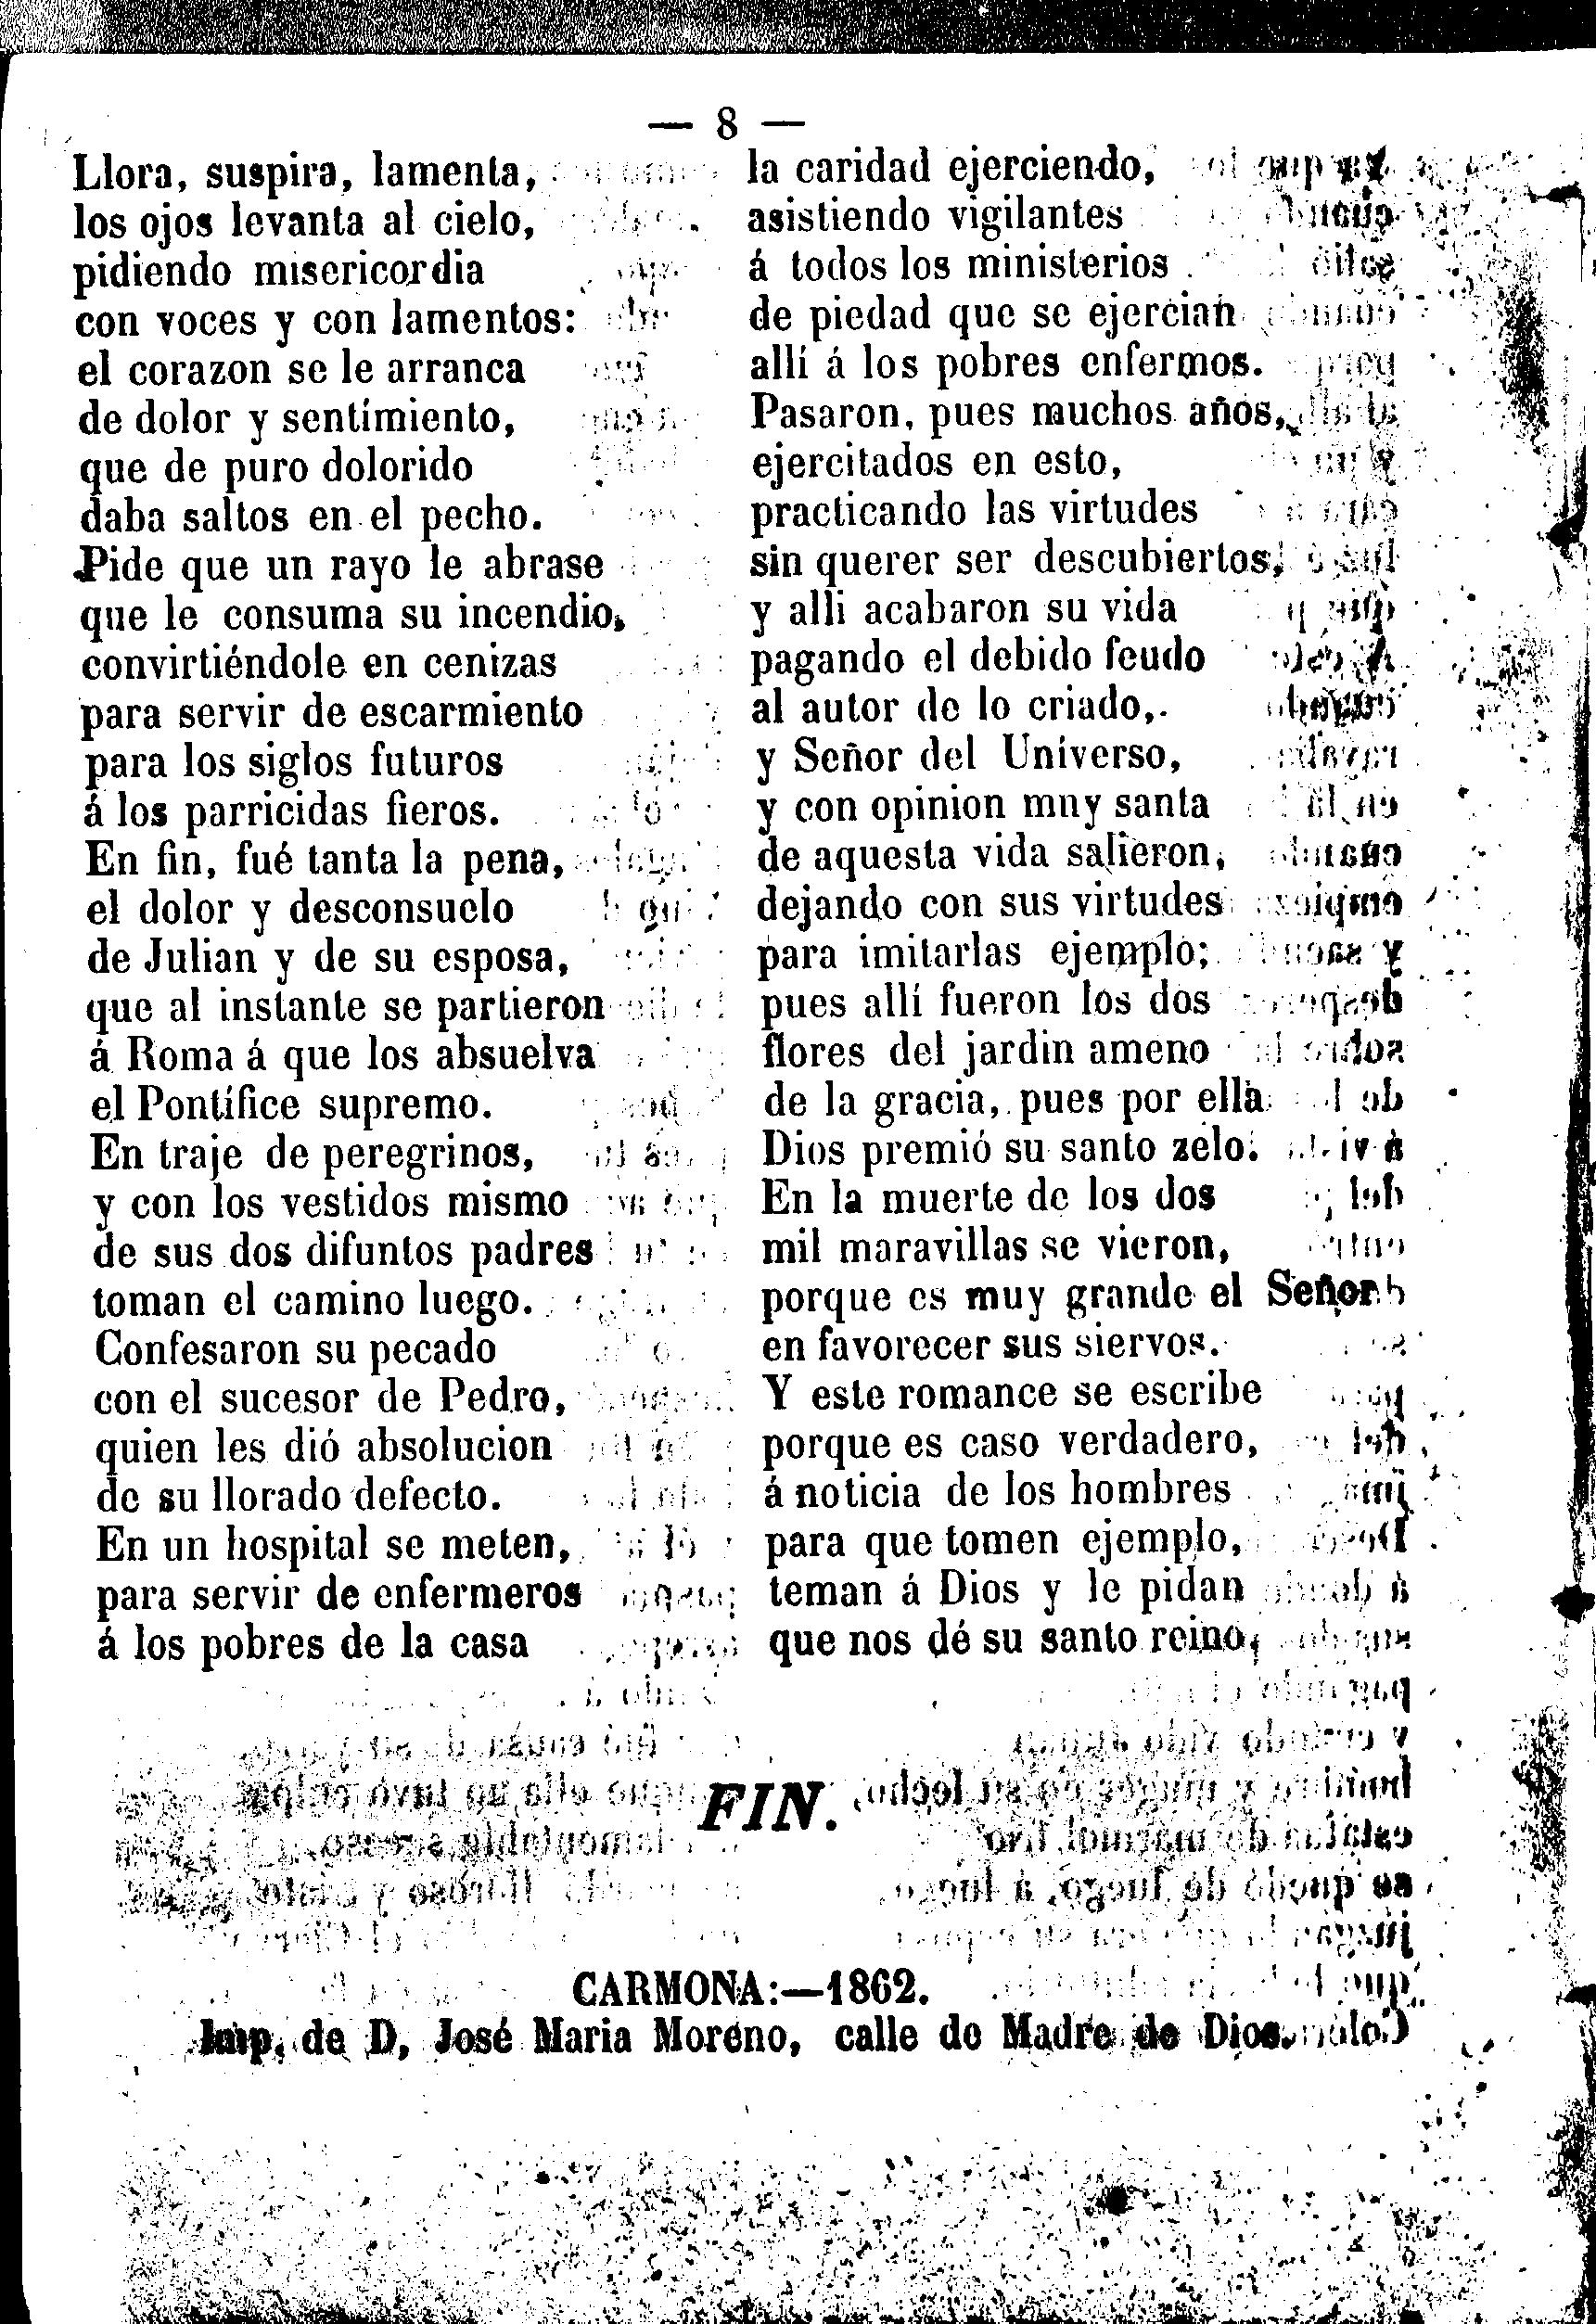 — 8 —
Llora, suspira, lamenta,
los ojos levanta al cielo,
pidiendo misericordia
con voces y con lamentos:
el corazon se le arranca
de dolor y sentímiento,
que de puro dolorido
daba saltos en el pecho.
Pide que un rayo le abrase
que le consuma su incendio,
convirtiéndole en cenizas
para servir de escarmiento
para los siglos futuros
á los parricidas fieros.
En fin, fué tanta la pena,
el dolor y desconsuelo
de Julian y de su esposa,
que al instante se partieron
á Roma á que los absuelva
el Pontífice supremo.
En traje de peregrinos,
y con los vestidos mismo
de sus dos difuntos padres
toman el camino luego.
Confesaron su pecado
con el sucesor de Pedro,
quien les dió absolucion
de su llorado defecto.
En un hospital se meten,
para servir de enfermeros
á los pobres de la casa
la caridad ejerciendo,
asistiendo vigilantes
á todos los ministerios
de piedad que se ejercian
allí á los pobres enfermos.
Pasaron, pues muchos años,
ejercitados en esto,
practicando las virtudes
sin querer ser descubiertos,
y alli acabaron su vida
pagando el debido feudo
al autor de lo criado,
y Señor del Universo,
y con opinion mny santa
de aquesta vida salieron,
dejando con sus virtudes
para imitarlas ejemplo;
pues allí fueron los dos
flores del jardin ameno
de la gracia, pues por ella
Dios premió su santo zelo.
En la muerte de los dos
mil maravillas se vieron,
porque es muy grande el Señor
en favorecer sus siervos.
Y este romance se escribe
porque es caso verdadero,
á noticia de los hombres
para que tomen ejemplo,
teman á Dios y le pidan
que nos dé su santo reino,
FIN.
CARMONA:—1862.
Imp. de D, José Maria Moreno, calle de Madre de Dios.